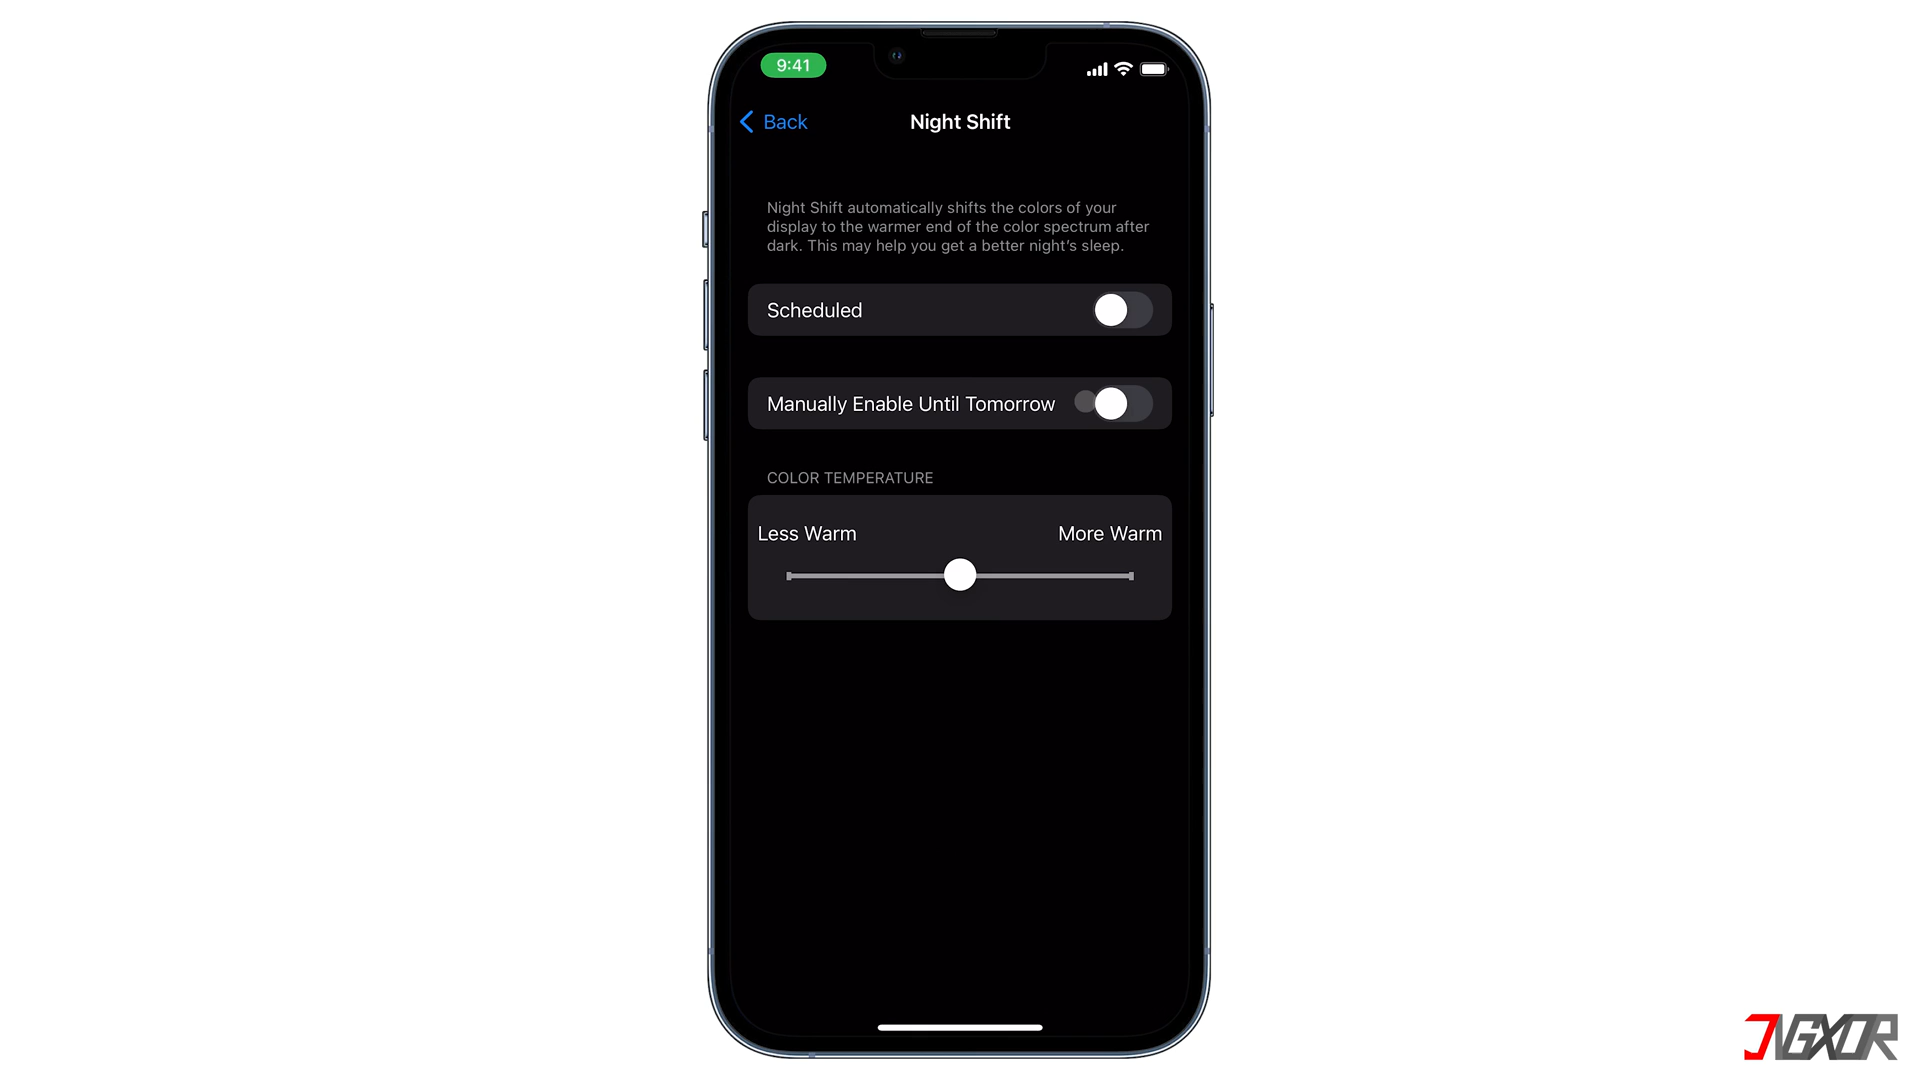 9:41
Back
Night Shift
Night Shift automatically shifts the colors of your
display to the warmer end of the color spectrum after
dark. This may help you get a better night's sleep.
Scheduled
Manually Enable Until Tomorrow
COLOR TEMPERATURE
Less Warm More Warm
JVGXOR